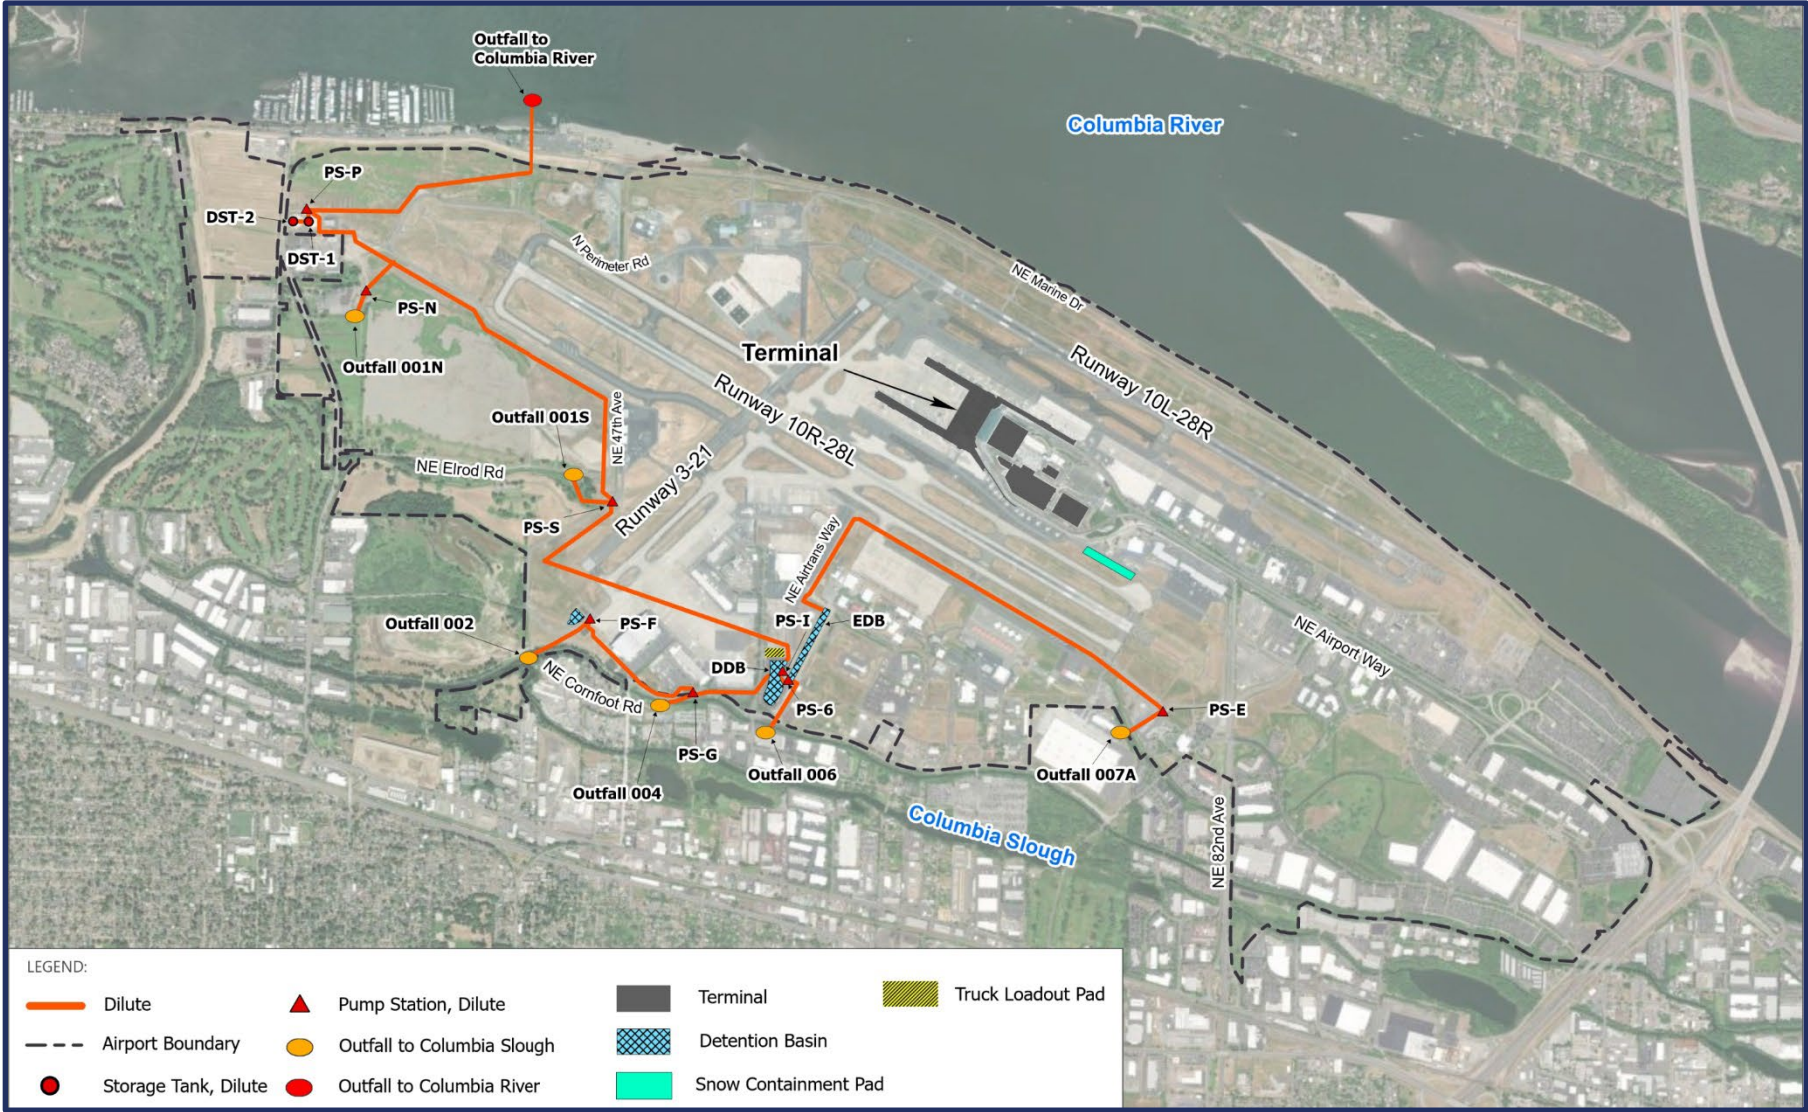 Outfall to
Columbia River
Columbia River
PS-P
DST-2
DST-1
N Perimeter Rd
NE Marine Dr
PS-N
Outfall 001N
Terminal
Runway 10L-28R
Runway 10R-28L
Outfall 001S
NE 47th Ave
NE Elrod Rd
Runway 3-21
PS-S
NE Airtrans Way
Outfall 002
PS-F
PS-I
EDB
NE Airport Way
DDB
NE Cornfoot Rd
PS-6
PS-E
PS-G
Outfall 006
Outfall 007A
Outfall 004
Columbia Slough
NE 82nd Ave
LEGEND:
Dilute
Airport Boundary
Storage Tank, Dilute
Pump Station, Dilute
Outfall to Columbia Slough
Outfall to Columbia River
Terminal
Detention Basin
Snow Containment Pad
Truck Loadout Pad